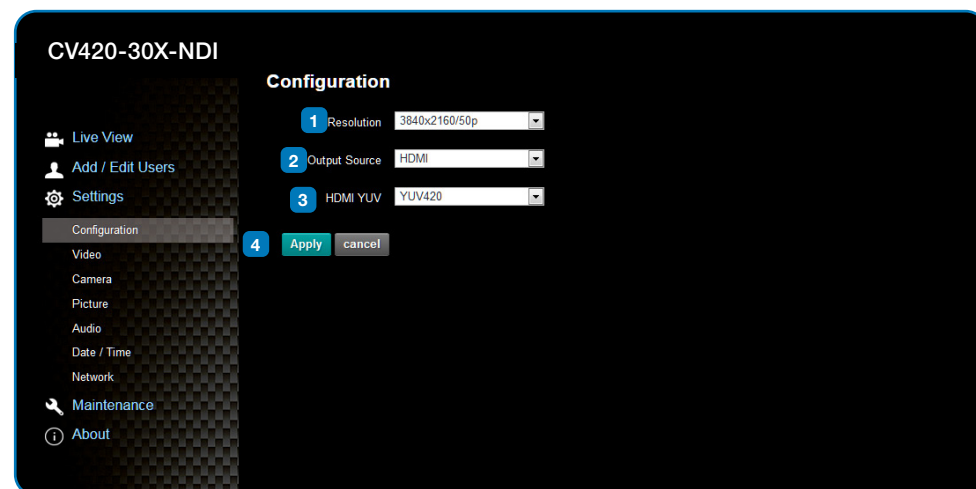 CV420-30X-NDI
Live View
Add / Edit Users
Settings
Configuration
Video
Camera
Picture
Audio
Date / Time
Network
Maintenance
About
Configuration
1 Resolution 3840x2160/50p
2 Output Source HDMI
3 HDMI YUV YUV420
4 Apply cancel